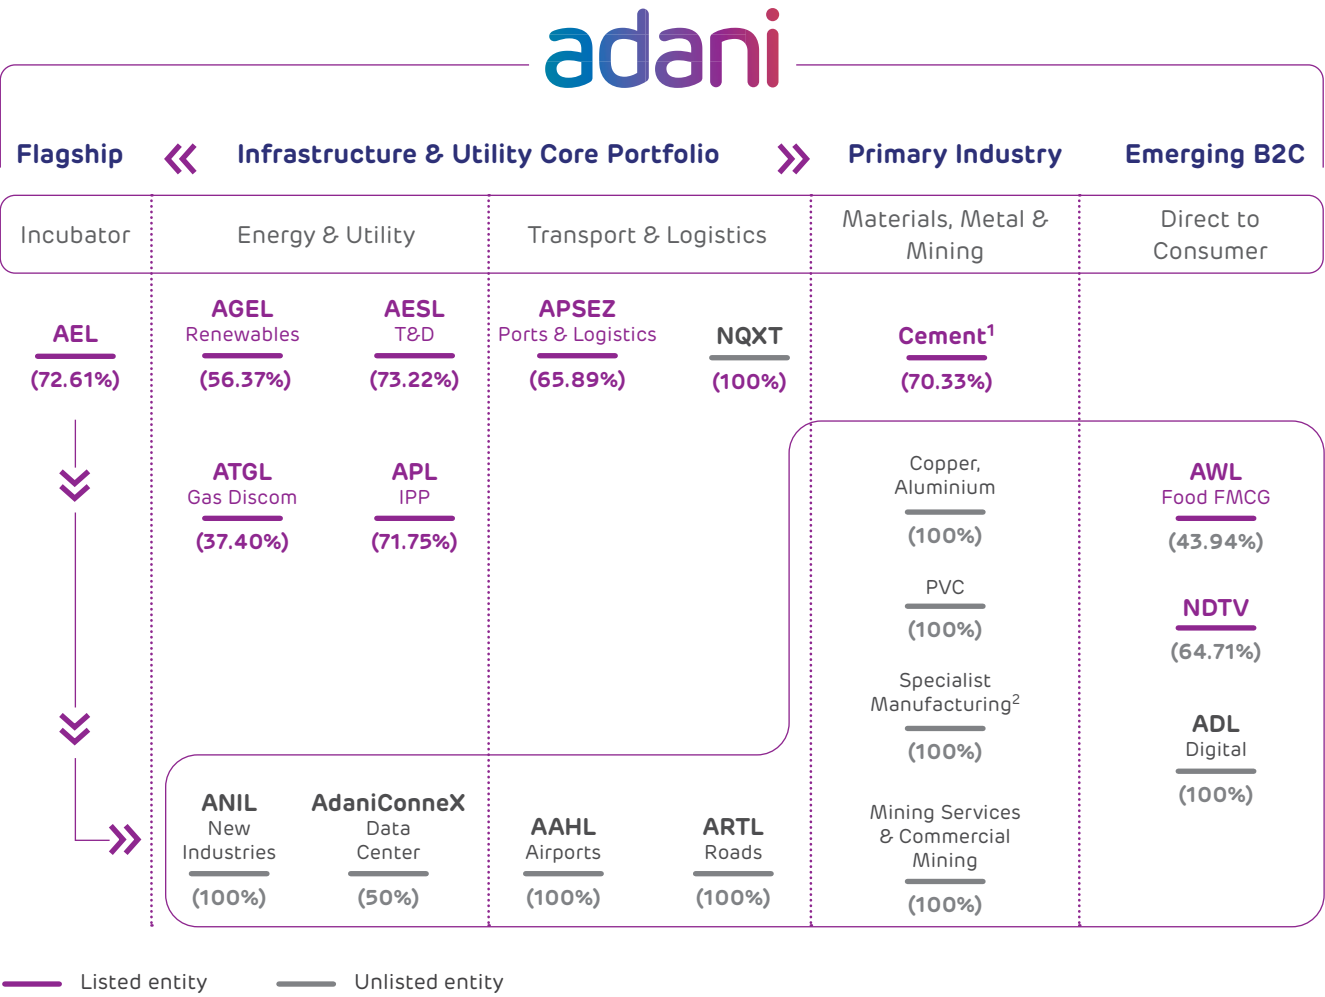 adani
Flagship
Infrastructure & Utility Core Portfolio
Primary Industry
Emerging B2C
Incubator
Energy & Utility
Transport & Logistics
Materials, Metal &
Mining
Direct to
Consumer
AEL
(72.61%)
AGEL
Renewables
(56.37%)
AESL
T&D
(73.22%)
APSEZ
Ports & Logistics
(65.89%)
NQXT
(100%)
Cement¹
(70.33%)
ATGL
Gas Discom
(37.40%)
APL
IPP
(71.75%)
Copper,
Aluminium
(100%)
PVC
(100%)
Specialist
Manufacturing²
(100%)
Mining Services
& Commercial
Mining
(100%)
AWL
Food FMCG
(43.94%)
NDTV
(64.71%)
ADL
Digital
(100%)
ANIL
New
Industries
(100%)
AdaniConneX
Data
Center
(50%)
AAHL
Airports
(100%)
ARTL
Roads
(100%)
Listed entity
Unlisted entity